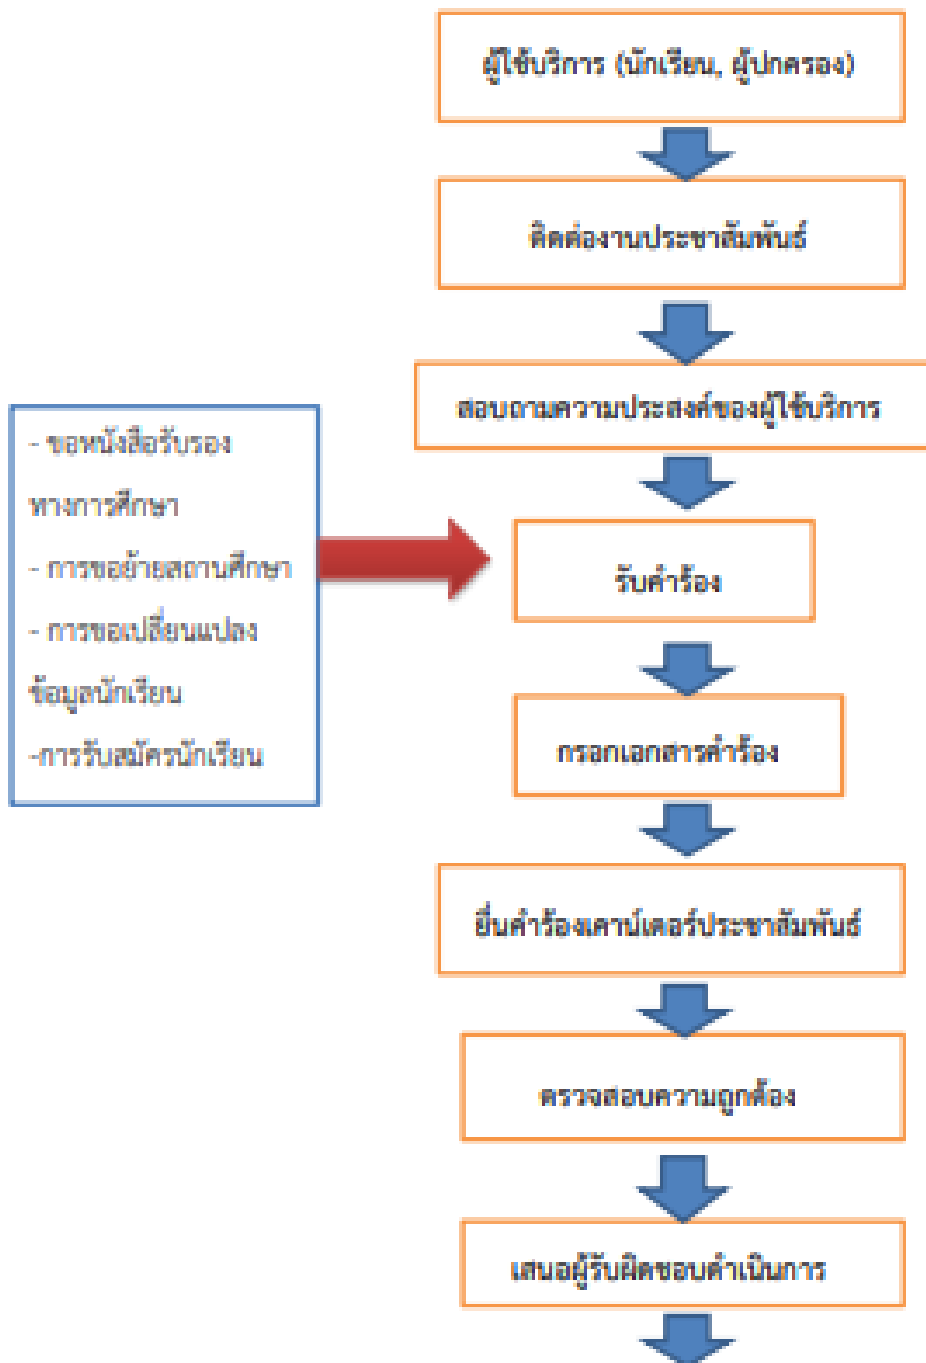 ผู้ใช้บริการ (นักเรียน, ผู้ปกครอง)
ติดต่องานประชาสัมพันธ์
สอบถามความประสงค์ของผู้ใช้บริการ
- ขอหนังสือรับรอง
ทางการศึกษา
- การขอย้ายสถานศึกษา
- การขอเปลี่ยนแปลง
ข้อมูลนักเรียน
-การรับสมัครนักเรียน
รับคำร้อง
กรอกเอกสารคำร้อง
ยื่นคำร้องเคาน์เตอร์ประชาสัมพันธ์
ตรวจสอบความถูกต้อง
เสนอผู้รับผิดชอบดำเนินการ